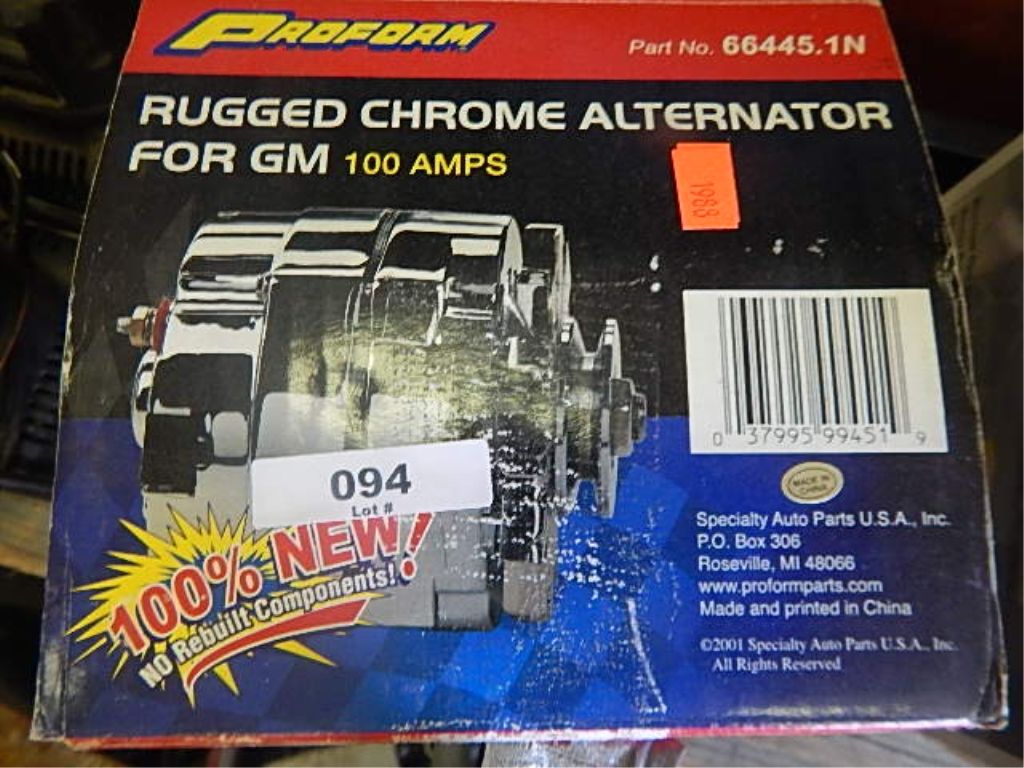 PROFORM
Part No. 66445.1N
RUGGED CHROME ALTERNATOR
FOR GM 100 AMPS
1988
0 37995 99451 9
094
Lot #
MADE IN
CHINA
100% NEW!
NO Rebuilt Components!
Specialty Auto Parts U.S.A., Inc.
P.O. Box 306
Roseville, MI 48066
www.proformparts.com
Made and printed in China
©2001 Specialty Auto Parts U.S.A., Inc.
All Rights Reserved